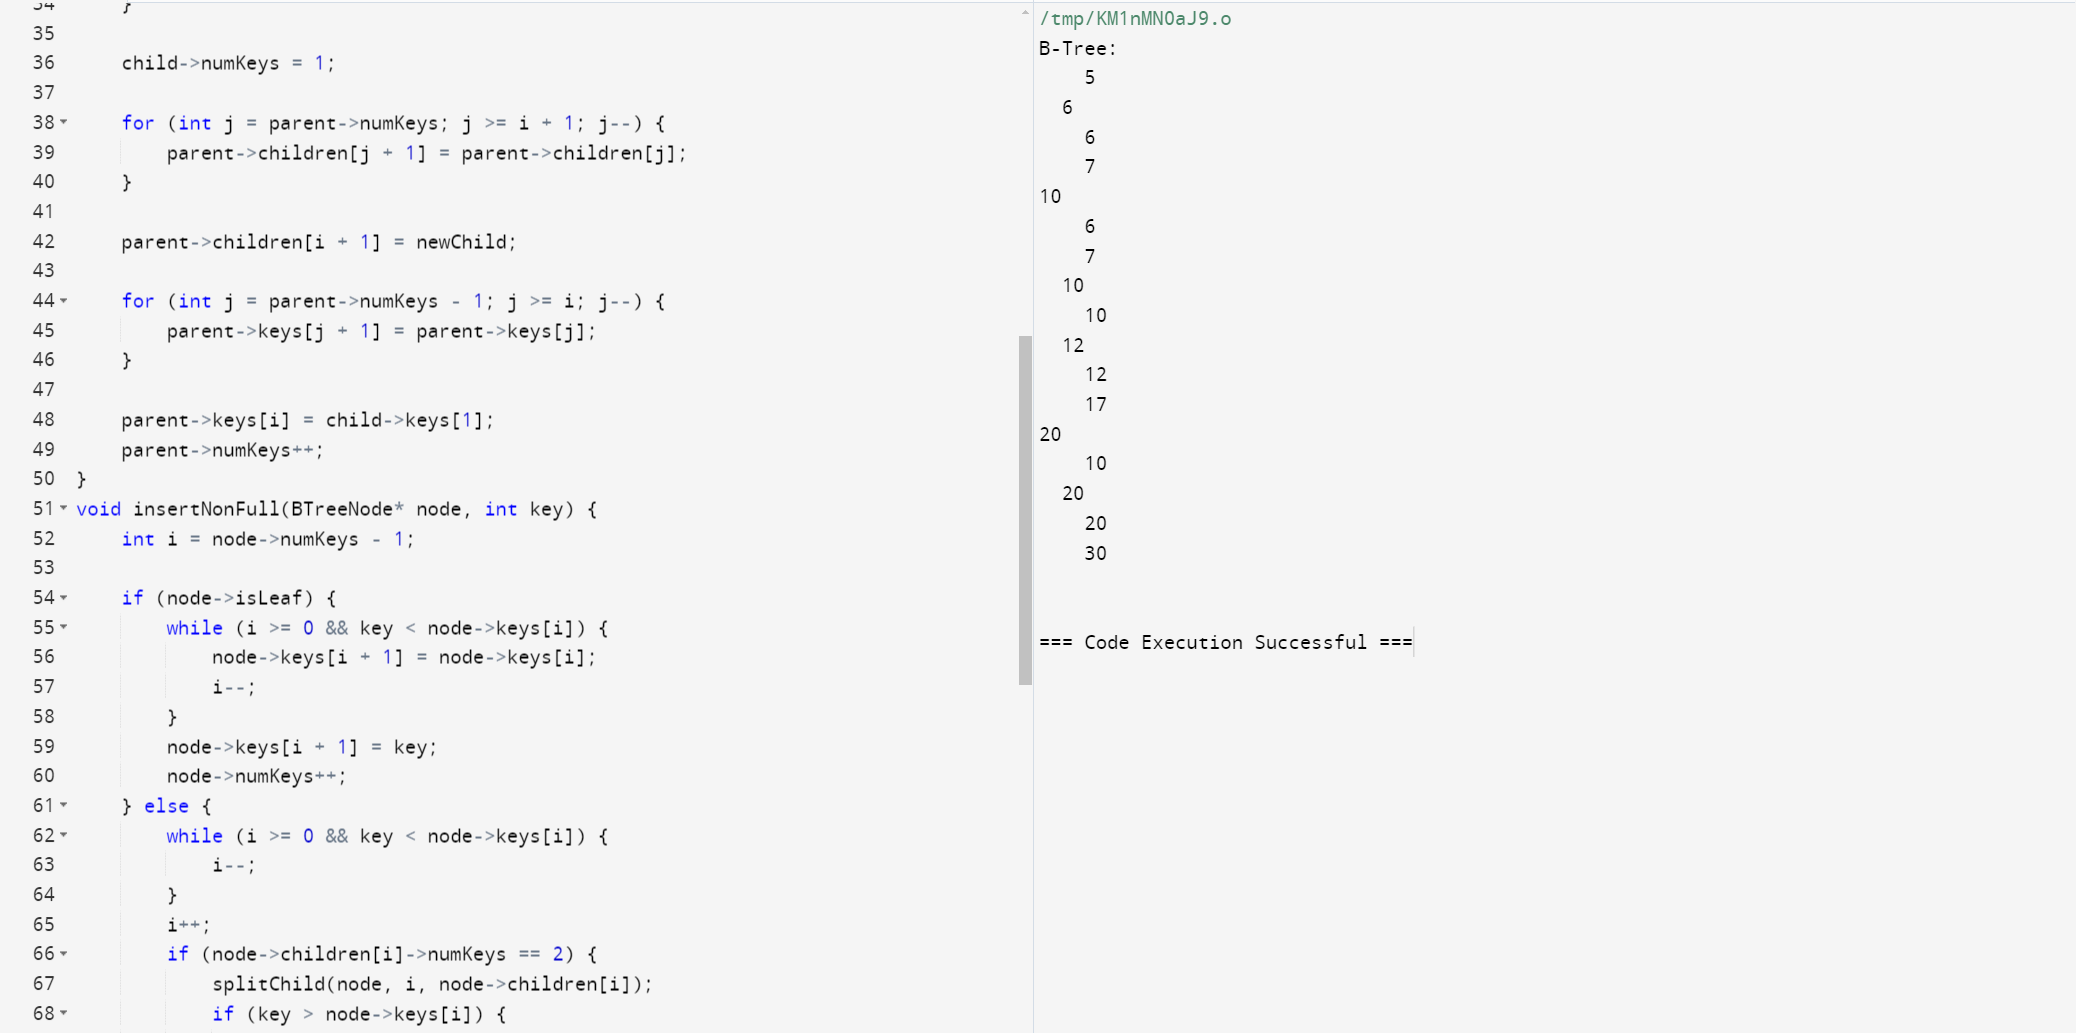 34 }
35
36 child->numKeys = 1;
37
38 for (int j = parent->numKeys; j >= i + 1; j--) {
39 parent->children[j + 1] = parent->children[j];
40 }
41
42 parent->children[i + 1] = newChild;
43
44 for (int j = parent->numKeys - 1; j >= i; j--) {
45 parent->keys[j + 1] = parent->keys[j];
46 }
47
48 parent->keys[i] = child->keys[1];
49 parent->numKeys++;
50 }
51 void insertNonFull(BTreeNode* node, int key) {
52 int i = node->numKeys - 1;
53
54 if (node->isLeaf) {
55 while (i >= 0 && key < node->keys[i]) {
56 node->keys[i + 1] = node->keys[i];
57 i--;
58 }
59 node->keys[i + 1] = key;
60 node->numKeys++;
61 } else {
62 while (i >= 0 && key < node->keys[i]) {
63 i--;
64 }
65 i++;
66 if (node->children[i]->numKeys == 2) {
67 splitChild(node, i, node->children[i]);
68 if (key > node->keys[i]) {
/tmp/KM1nMN0aJ9.o
B-Tree:
5
6
6
7
10
6
7
10
10
12
12
17
20
10
20
20
30
=== Code Execution Successful ===